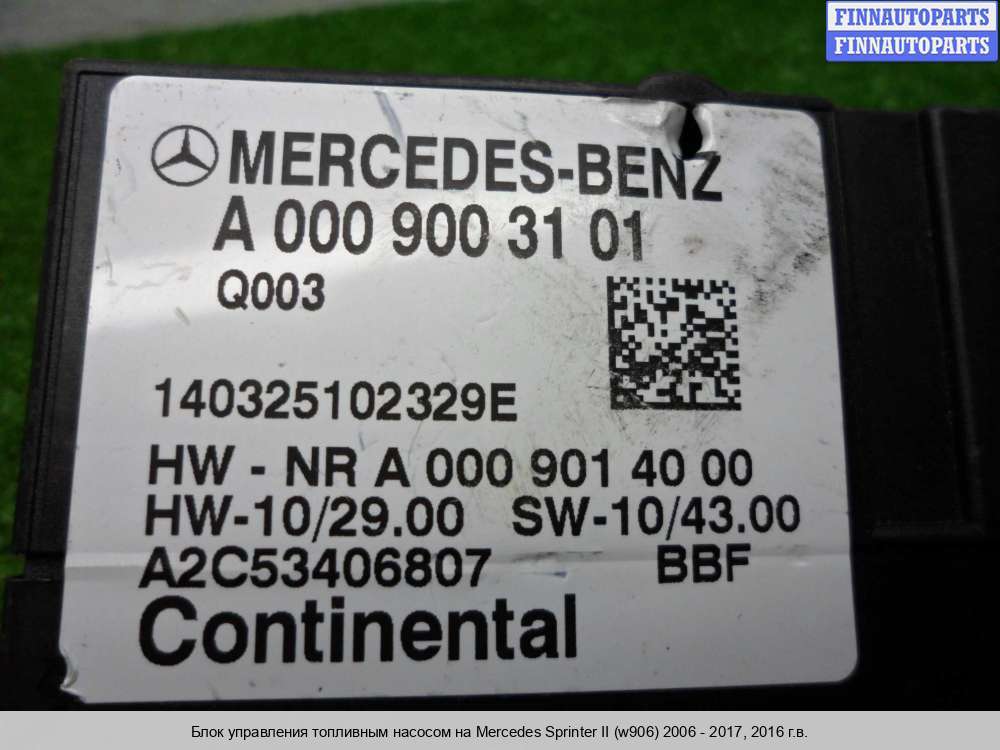 FINNAUTOPARTS
FINNAUTOPARTS
MERCEDES-BENZ
A 000 900 31 01
Q003
140325102329E
HW - NR A 000 901 40 00
HW-10/29.00 SW-10/43.00
A2C53406807 BBF
Continental
Блок управления топливным насосом на Mercedes Sprinter II (w906) 2006 - 2017, 2016 г.в.